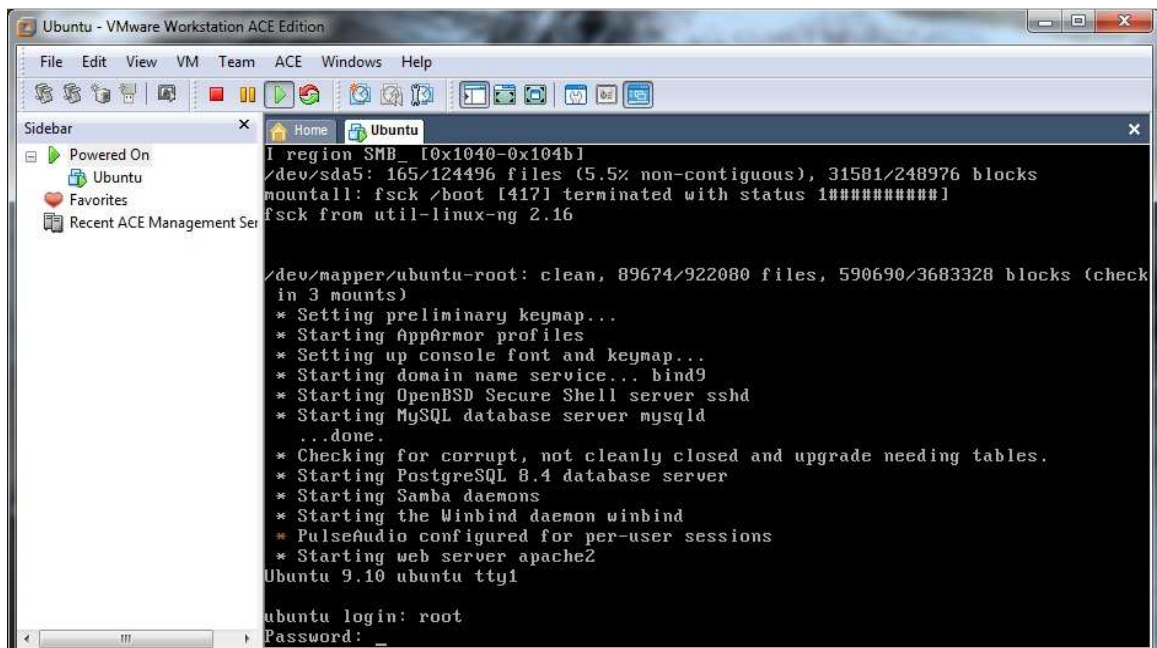 Ubuntu - VMware Workstation ACE Edition
File Edit View VM Team ACE Windows Help
Sidebar
Home Ubuntu
Powered On
Ubuntu
Favorites
Recent ACE Management Ser
I region SMB_ [0x1040-0x104b]
/dev/sda5: 165/124496 files (5.5% non-contiguous), 31581/248976 blocks
mountall: fsck /boot [417] terminated with status 1##########]
fsck from util-linux-ng 2.16
/dev/mapper/ubuntu-root: clean, 89674/922080 files, 590690/3683328 blocks (check
in 3 mounts)
* Setting preliminary keymap...
* Starting AppArmor profiles
* Setting up console font and keymap...
* Starting domain name service... bind9
* Starting OpenBSD Secure Shell server sshd
* Starting MySQL database server mysqld
...done.
* Checking for corrupt, not cleanly closed and upgrade needing tables.
* Starting PostgreSQL 8.4 database server
* Starting Samba daemons
* Starting the Winbind daemon winbind
* PulseAudio configured for per-user sessions
* Starting web server apache2
Ubuntu 9.10 ubuntu tty1
ubuntu login: root
Password: _